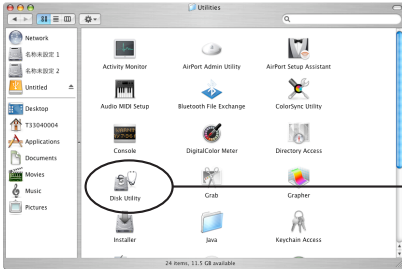 Utilities
Network
名称未設定 1
名称未設定 2
Untitled
Desktop
T33040004
Applications
Documents
Movies
Music
Pictures
Activity Monitor
AirPort Admin Utility
AirPort Setup Assistant
Audio MIDI Setup
Bluetooth File Exchange
ColorSync Utility
Console
DigitalColor Meter
Directory Access
Disk Utility
Grab
Grapher
Installer
Java
Keychain Access
24 items, 11.5 GB available